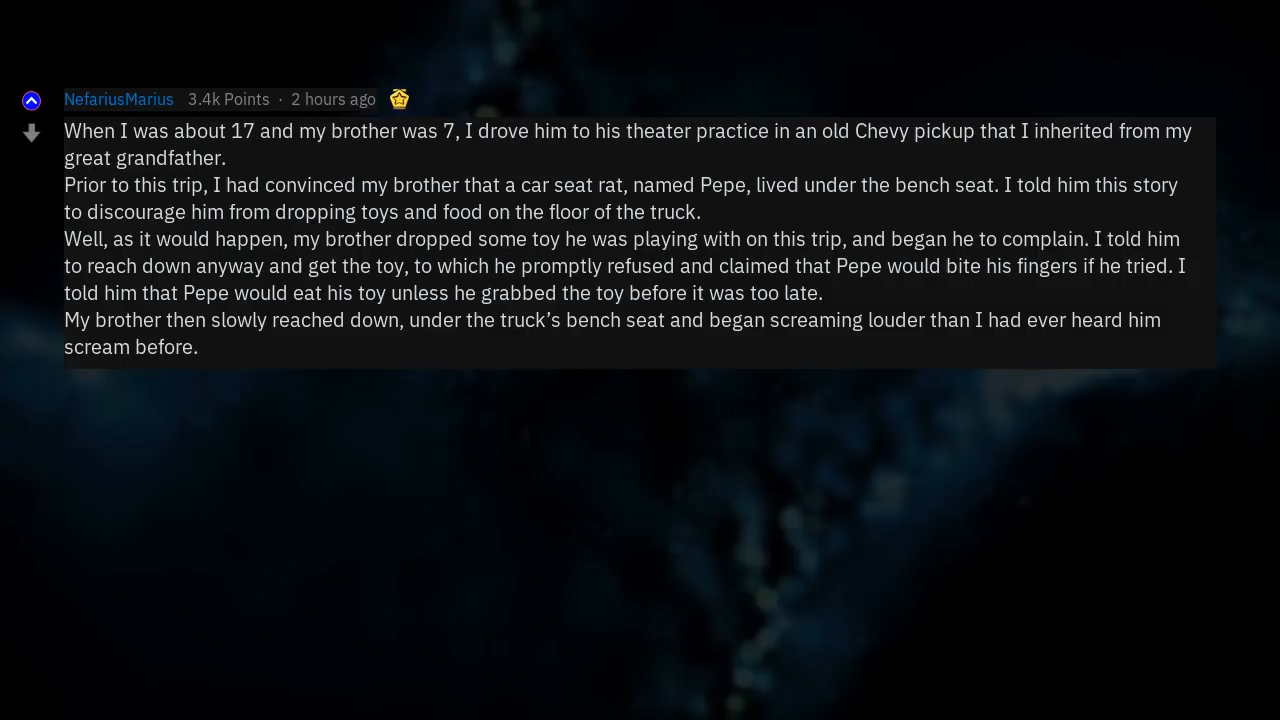 NefariusMarius 3.4k Points · 2 hours ago
When I was about 17 and my brother was 7, I drove him to his theater practice in an old Chevy pickup that I inherited from my
great grandfather.
Prior to this trip, I had convinced my brother that a car seat rat, named Pepe, lived under the bench seat. I told him this story
to discourage him from dropping toys and food on the floor of the truck.
Well, as it would happen, my brother dropped some toy he was playing with on this trip, and began he to complain. I told him
to reach down anyway and get the toy, to which he promptly refused and claimed that Pepe would bite his fingers if he tried. I
told him that Pepe would eat his toy unless he grabbed the toy before it was too late.
My brother then slowly reached down, under the truck’s bench seat and began screaming louder than I had ever heard him
scream before.